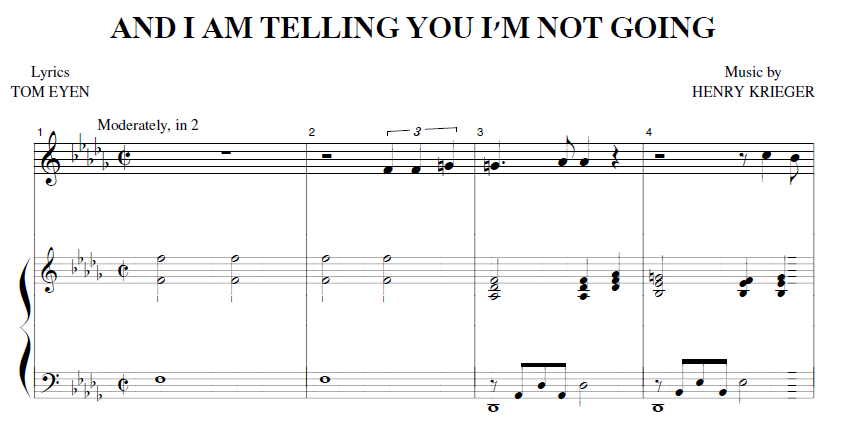 AND I AM TELLING YOU I'M NOT GOING
Lyrics
TOM EYEN
Music by
HENRY KRIEGER
Moderately, in 2
1
2
3
3
4